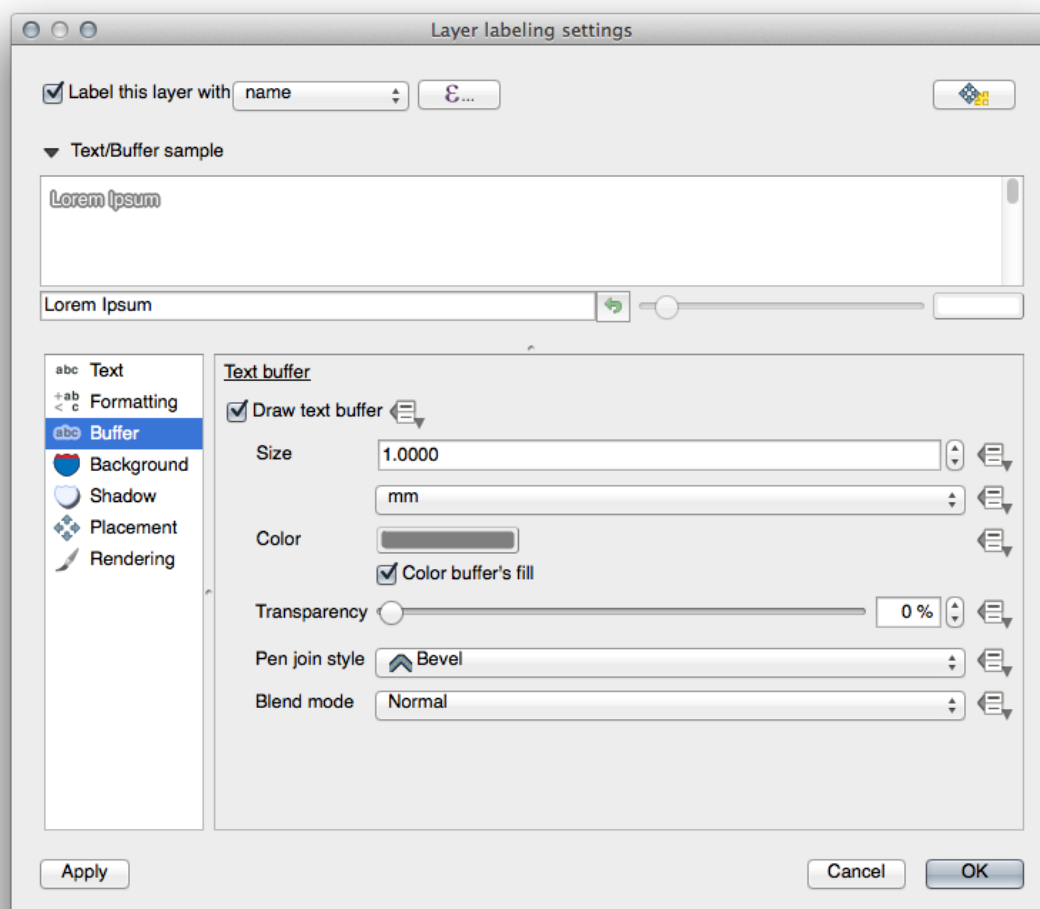 Layer labeling settings
Label this layer with name ε...
Text/Buffer sample
Lorem Ipsum
Lorem Ipsum
abc Text
+ab < c Formatting
abc Buffer
Background
Shadow
Placement
Rendering
Text buffer
Draw text buffer
Size 1.0000
mm
Color
Color buffer's fill
Transparency 0 %
Pen join style Bevel
Blend mode Normal
Apply Cancel OK